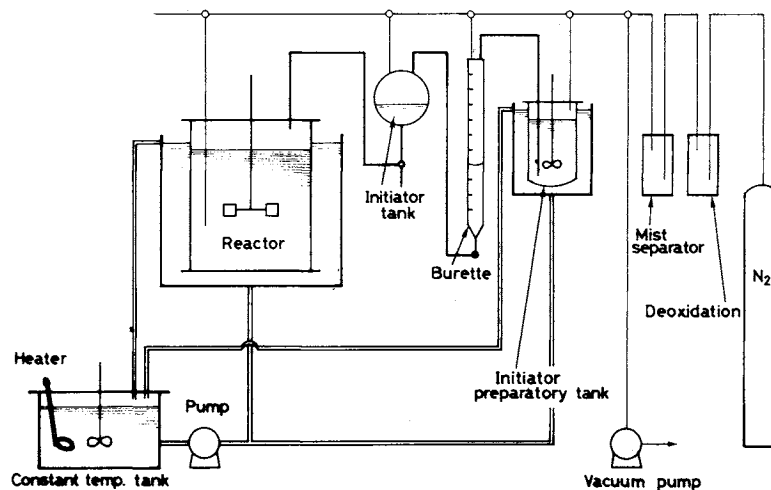 Initiator
tank
Reactor
Burette
Mist
separator
N2
Deoxidation
Heater
Initiator
preparatory tank
Pump
Constant temp. tank
Vacuum pump